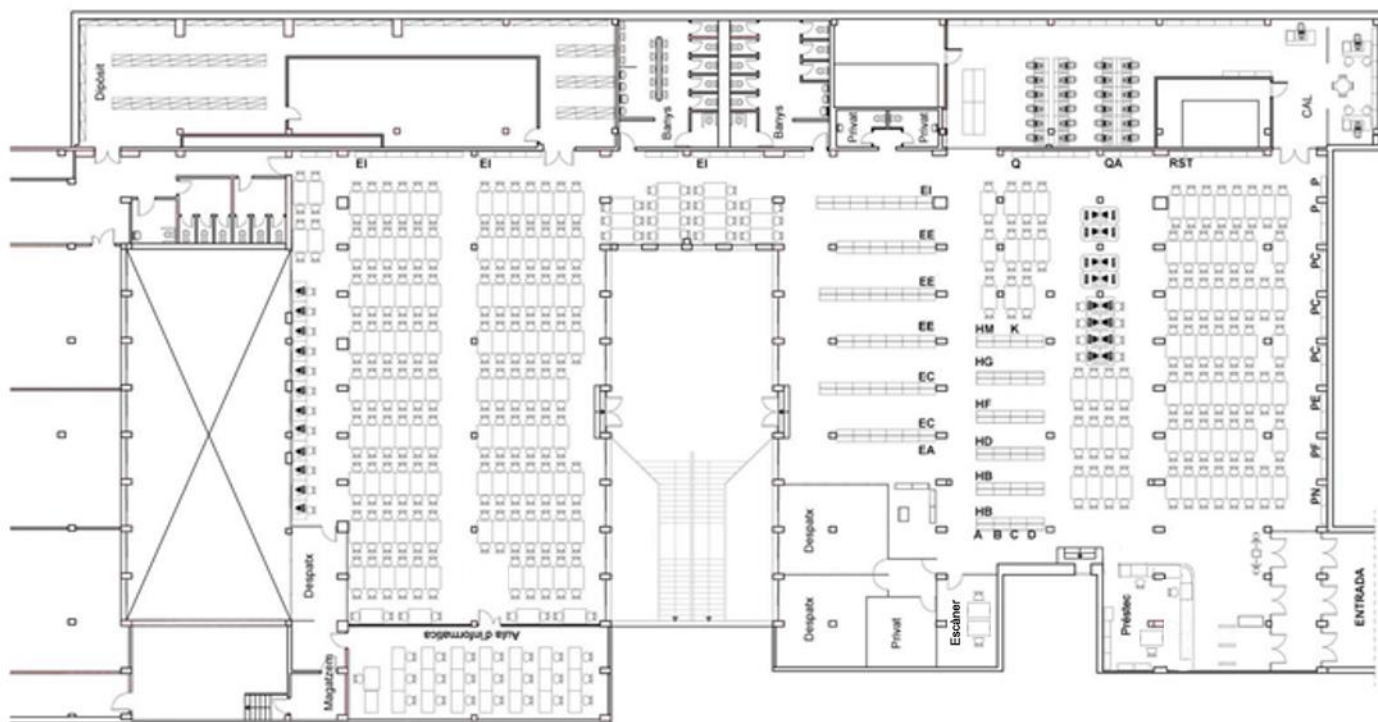 Dipòsit
Banys
Banys
Privat
Privat
CAL
EI
EI
EI
Q
QA
RST
P
P
EI
EE
PC
EE
PC
EE
HM
K
PC
HG
EC
PE
HF
EC
HD
PF
EA
HB
PN
HB
A
B
C
D
Despatx
Despatx
Despatx
Privat
Escàner
Préstec
ENTRADA
Aula d'informatica
Magatzem